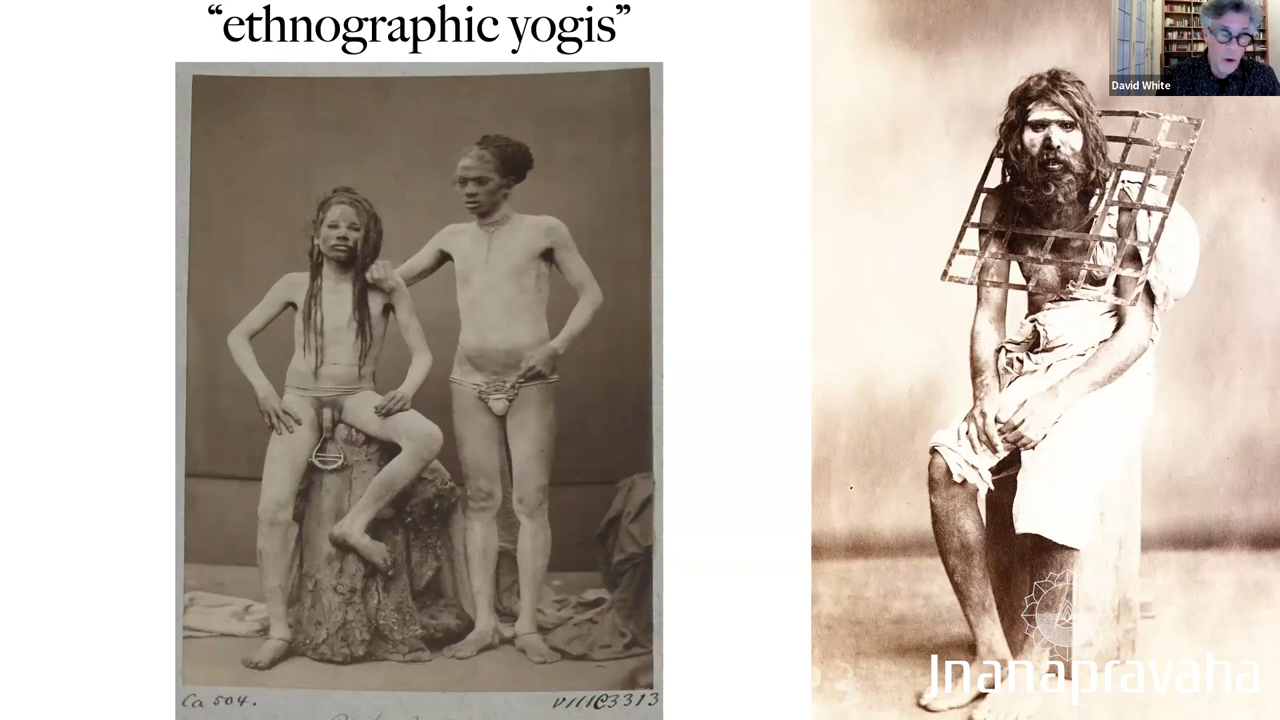 “ethnographic yogis”
David White
Ca 504.
VIIIC3313
Jnanapravaha